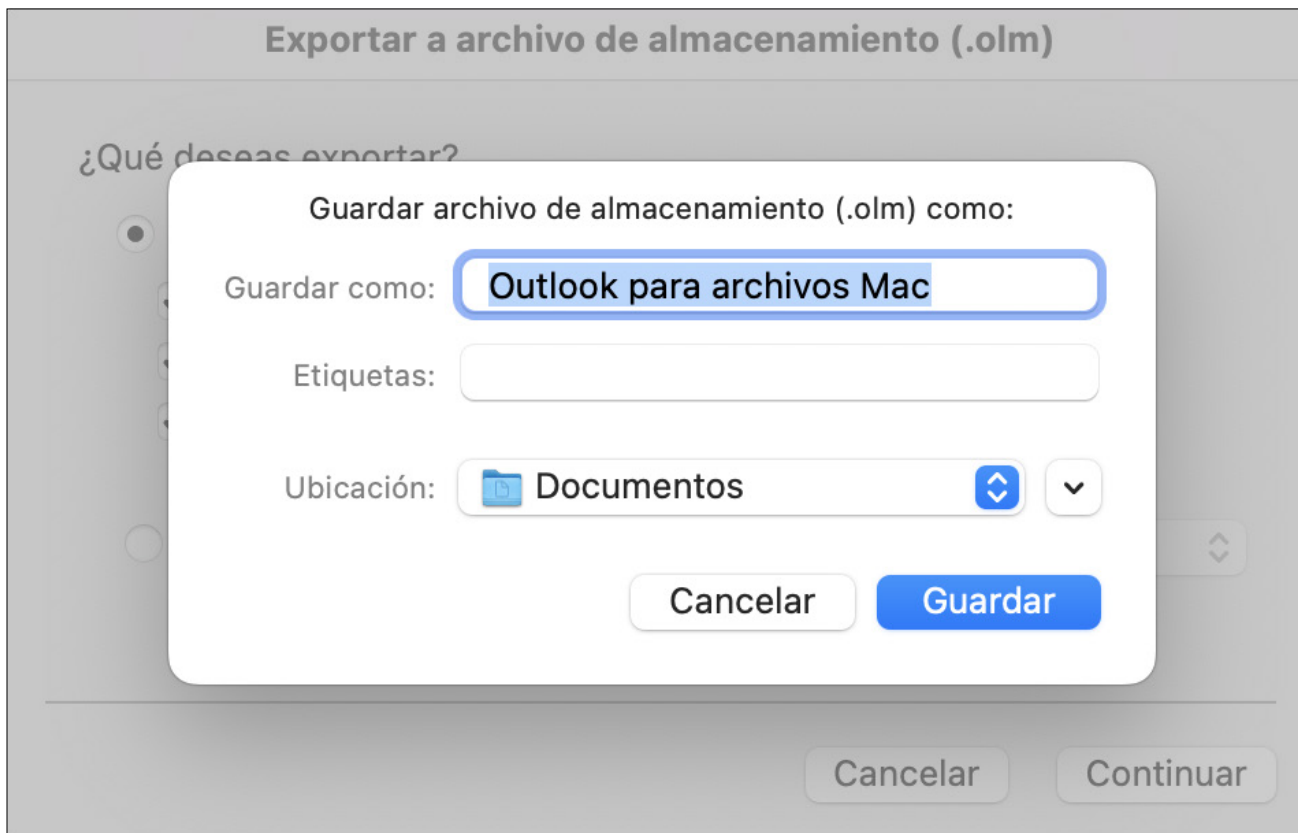 Exportar a archivo de almacenamiento (.olm)
¿Qué deseas exportar?
Guardar archivo de almacenamiento (.olm) como:
Guardar como: Outlook para archivos Mac
Etiquetas:
Ubicación: Documentos
Cancelar Guardar
Cancelar Continuar